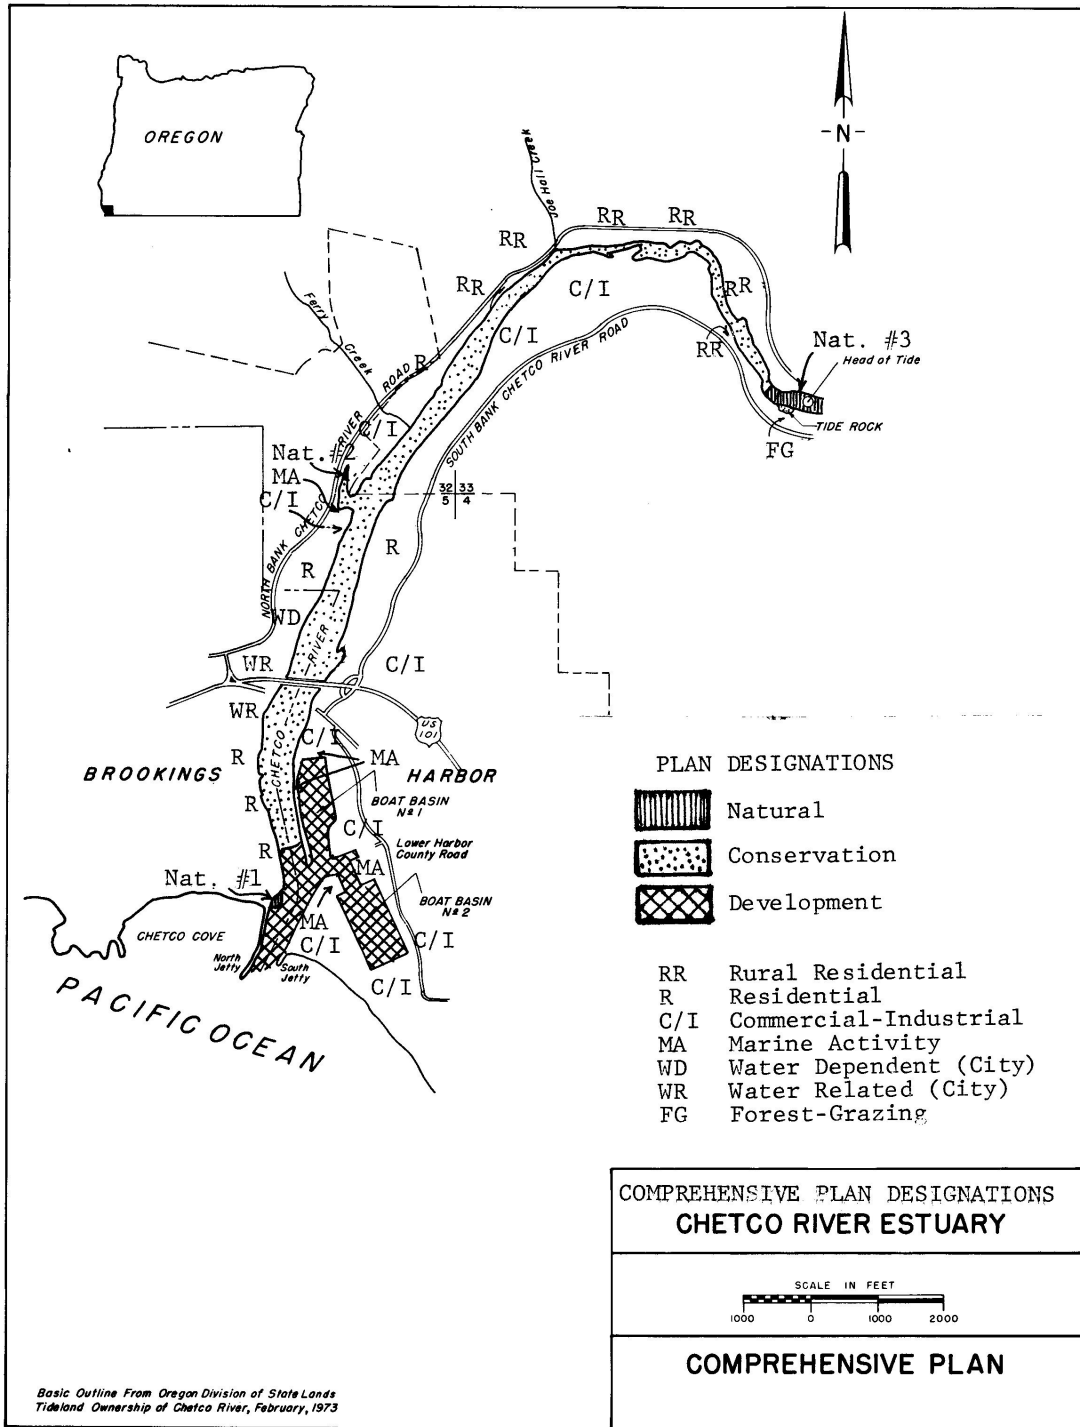 OREGON
-N-
Joe Hall Creek
RR
RR
RR
RR
C/I
RR
Ferry Creek
C/I
RR
Nat. #3
Head of Tide
R
NORTH BANK CHETCO RIVER ROAD
SOUTH BANK CHETCO RIVER ROAD
TIDE ROCK
FG
C/I
Nat. #2
MA
C/I
32 33
5 4
R
R
WD
CHETCO RIVER
WR
C/I
WR
US
101
C/I
R
MA
BROOKINGS
HARBOR
BOAT BASIN
Nº 1
R
C/I
Lower Harbor
County Road
R
MA
Nat. #1
BOAT BASIN
Nº 2
MA
C/I
C/I
CHETCO COVE
North
Jetty
South
Jetty
C/I
PACIFIC OCEAN
PLAN DESIGNATIONS
Natural
Conservation
Development
RR Rural Residential
R Residential
C/I Commercial-Industrial
MA Marine Activity
WD Water Dependent (City)
WR Water Related (City)
FG Forest-Grazing
COMPREHENSIVE PLAN DESIGNATIONS
CHETCO RIVER ESTUARY
SCALE IN FEET
1000 0 1000 2000
COMPREHENSIVE PLAN
Basic Outline From Oregon Division of State Lands
Tideland Ownership of Chetco River, February, 1973